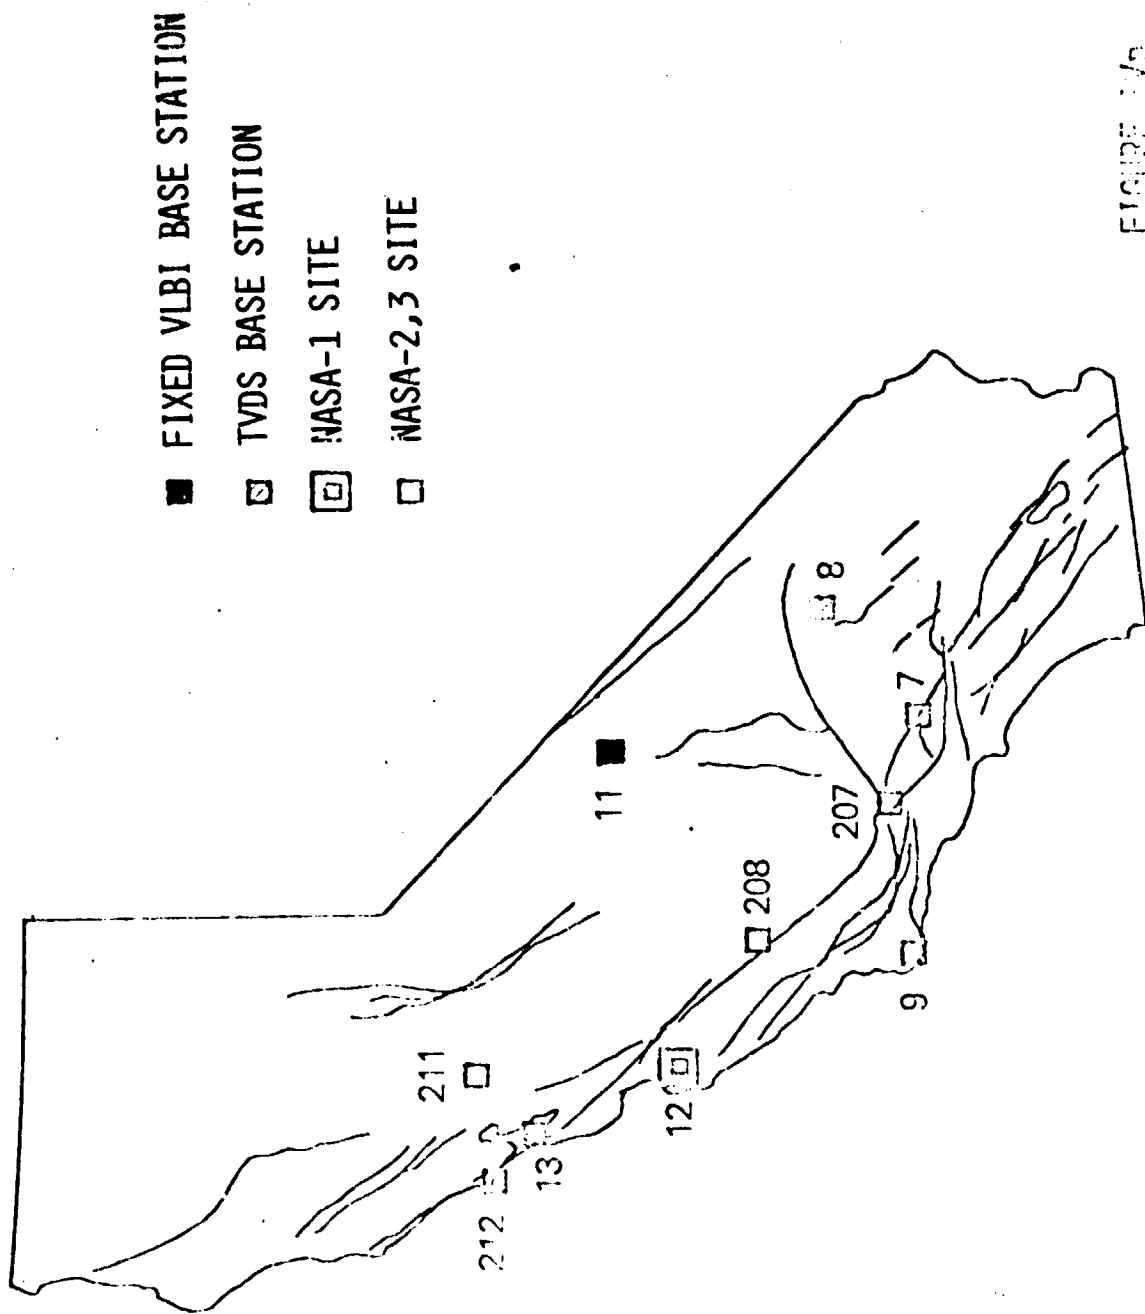 FIXED VLBI BASE STATION
TVDS BASE STATION
NASA-1 SITE
NASA-2,3 SITE
212
13
211
12
208
9
11
207
7
8
FIGURE